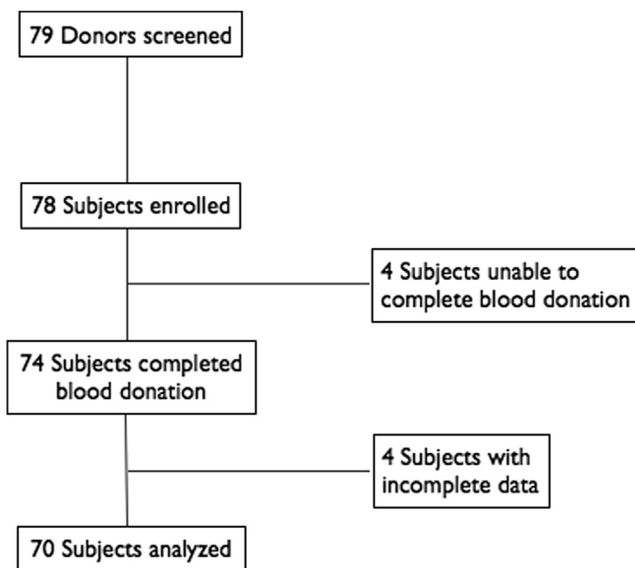 79 Donors screened
78 Subjects enrolled
4 Subjects unable to
complete blood donation
74 Subjects completed
blood donation
4 Subjects with
incomplete data
70 Subjects analyzed